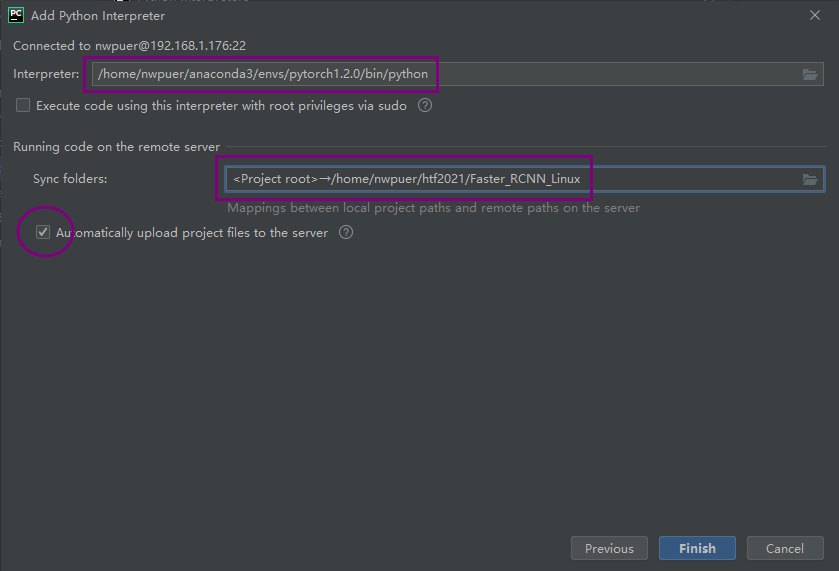 PC Add Python Interpreter
Connected to nwpuer@192.168.1.176:22
Interpreter: /home/nwpuer/anaconda3/envs/pytorch1.2.0/bin/python
Execute code using this interpreter with root privileges via sudo ?
Running code on the remote server
Sync folders: <Project root>→/home/nwpuer/htf2021/Faster_RCNN_Linux
Mappings between local project paths and remote paths on the server
Automatically upload project files to the server ?
Previous Finish Cancel